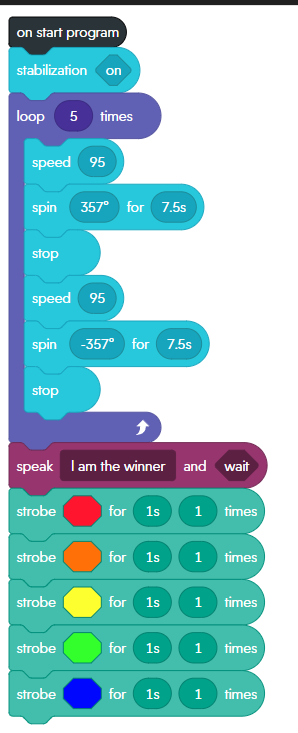 on start program
stabilization on
loop 5 times
speed 95
spin 357° for 7.5s
stop
speed 95
spin -357° for 7.5s
stop
speak I am the winner and wait
strobe for 1s 1 times
strobe for 1s 1 times
strobe for 1s 1 times
strobe for 1s 1 times
strobe for 1s 1 times